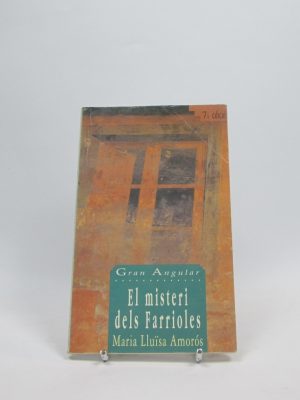 7a edició
Gran Angular
El misteri
dels Farrioles
Maria Lluïsa Amorós